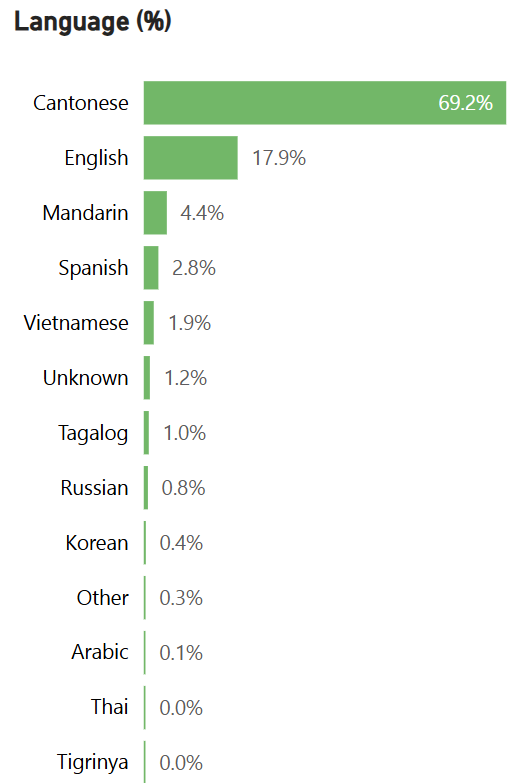 Language (%)
Cantonese 69.2%
English 17.9%
Mandarin 4.4%
Spanish 2.8%
Vietnamese 1.9%
Unknown 1.2%
Tagalog 1.0%
Russian 0.8%
Korean 0.4%
Other 0.3%
Arabic 0.1%
Thai 0.0%
Tigrinya 0.0%